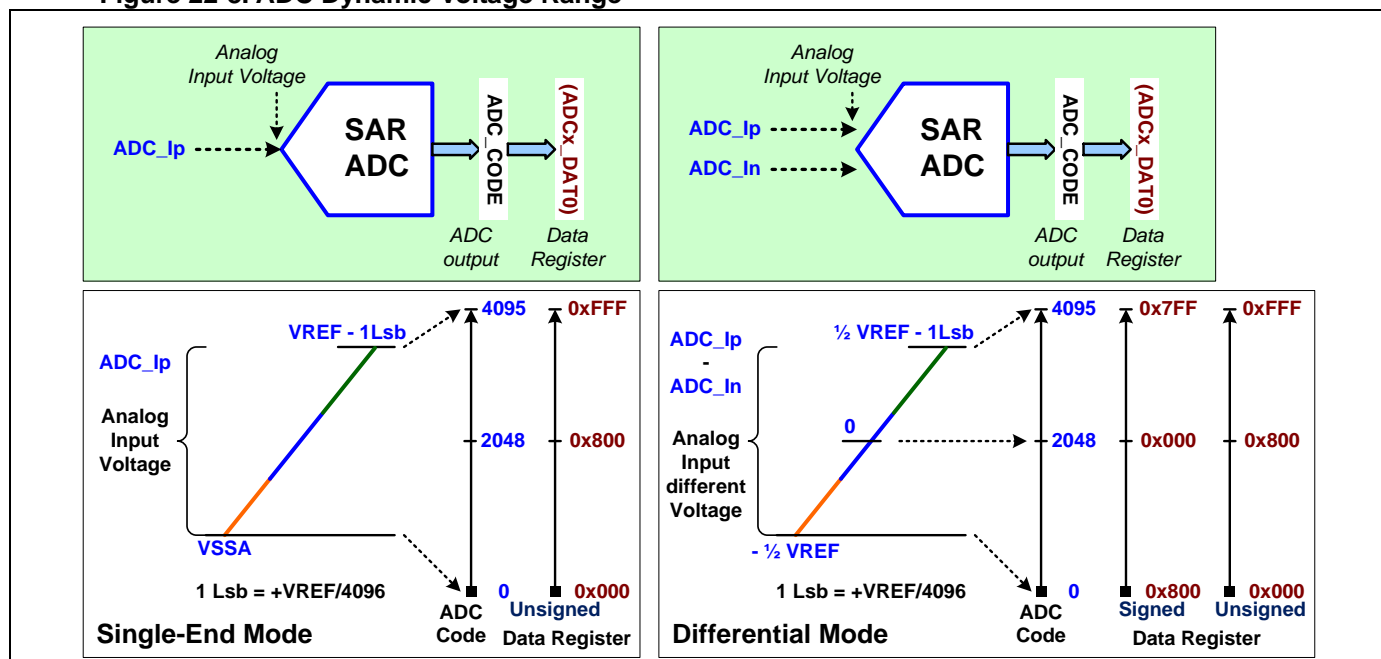 Figure 22-8. ADC Dynamic Voltage Range
Analog
Input Voltage
ADC_Ip
SAR
ADC
ADC_CODE
(ADCx_DAT0)
ADC
output
Data
Register
Analog
Input Voltage
ADC_Ip
ADC_In
SAR
ADC
ADC_CODE
(ADCx_DAT0)
ADC
output
Data
Register
VREF - 1Lsb
ADC_Ip
Analog
Input
Voltage
VSSA
1 Lsb = +VREF/4096
4095
0xFFF
2048
0x800
0
0x000
ADC
Code
Unsigned
Data Register
Single-End Mode
½ VREF - 1Lsb
ADC_Ip
-
ADC_In
0
Analog
Input
different
Voltage
- ½ VREF
1 Lsb = +VREF/4096
4095
0x7FF
0xFFF
2048
0x000
0x800
0
0x800
0x000
ADC
Code
Signed
Unsigned
Data Register
Differential Mode